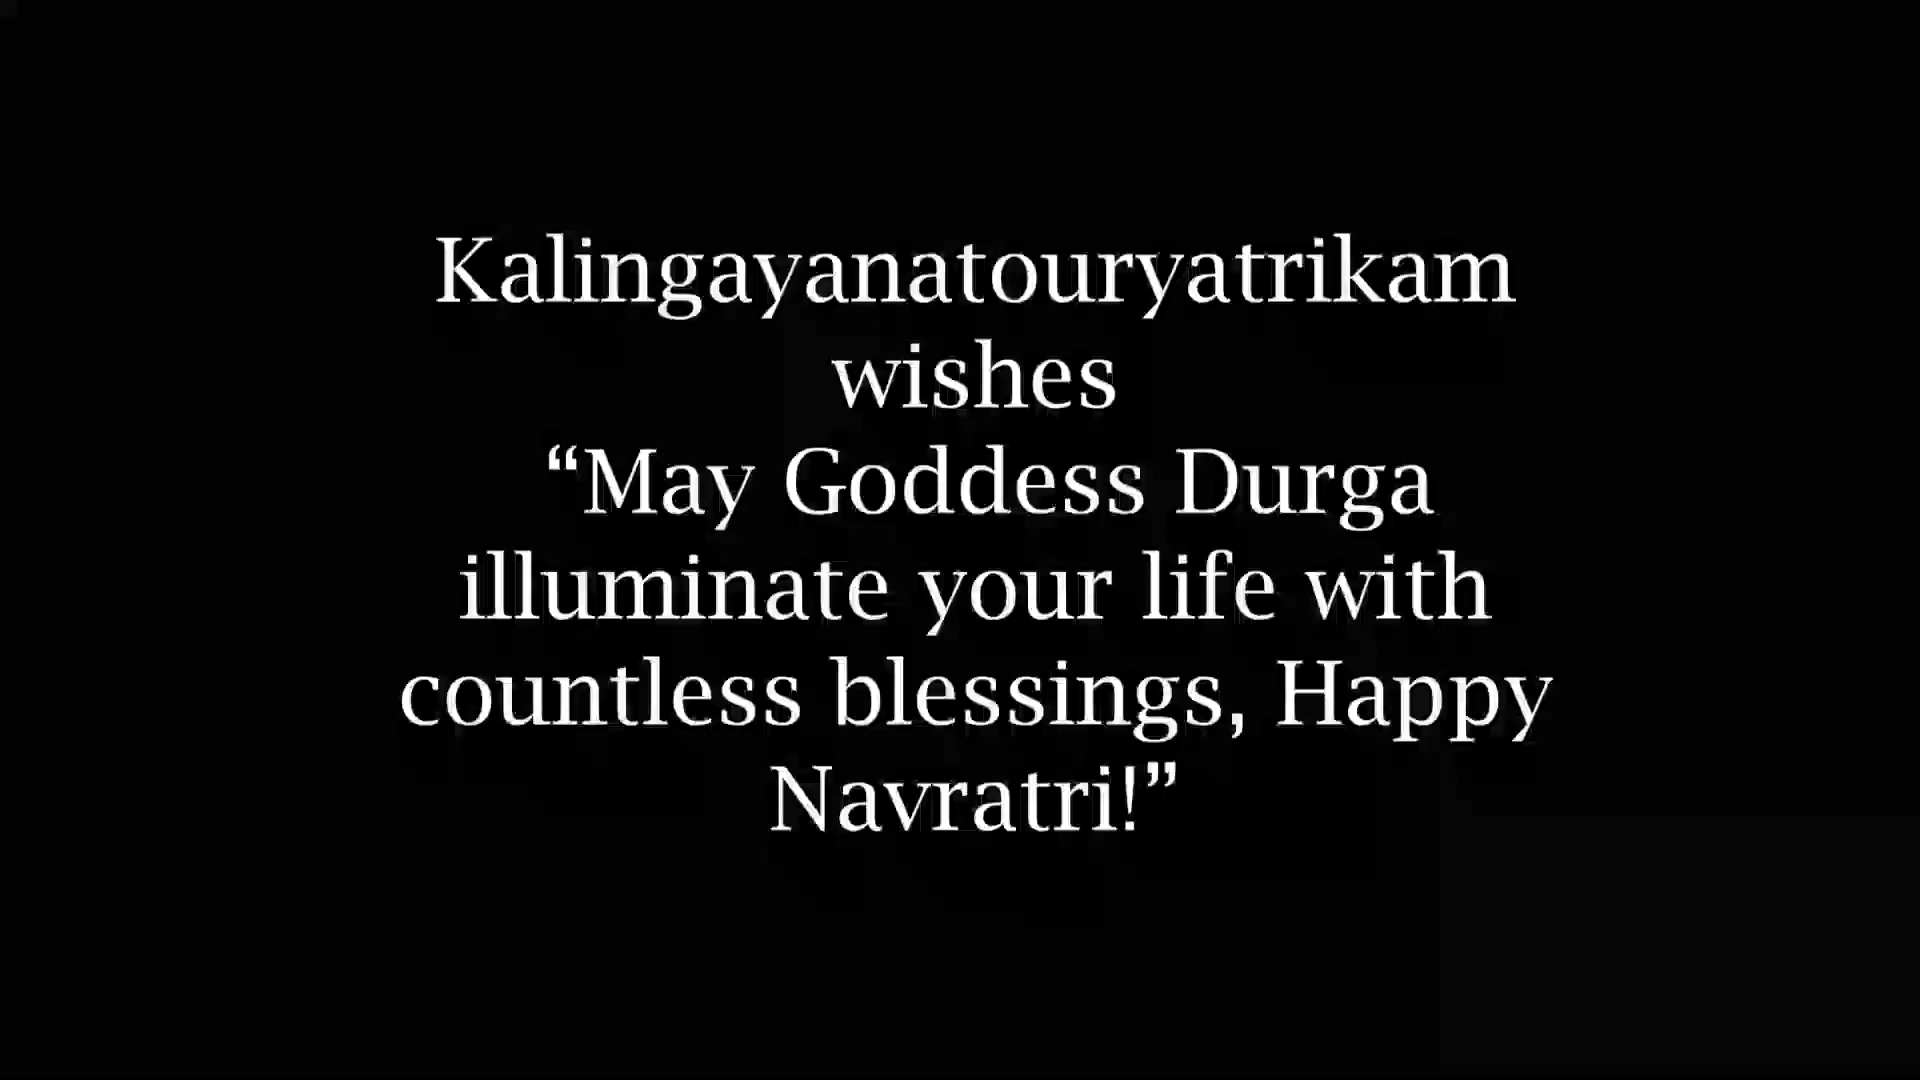 Kalingayanatouryatrikam
wishes
“May Goddess Durga
illuminate your life with
countless blessings, Happy
Navratri!”